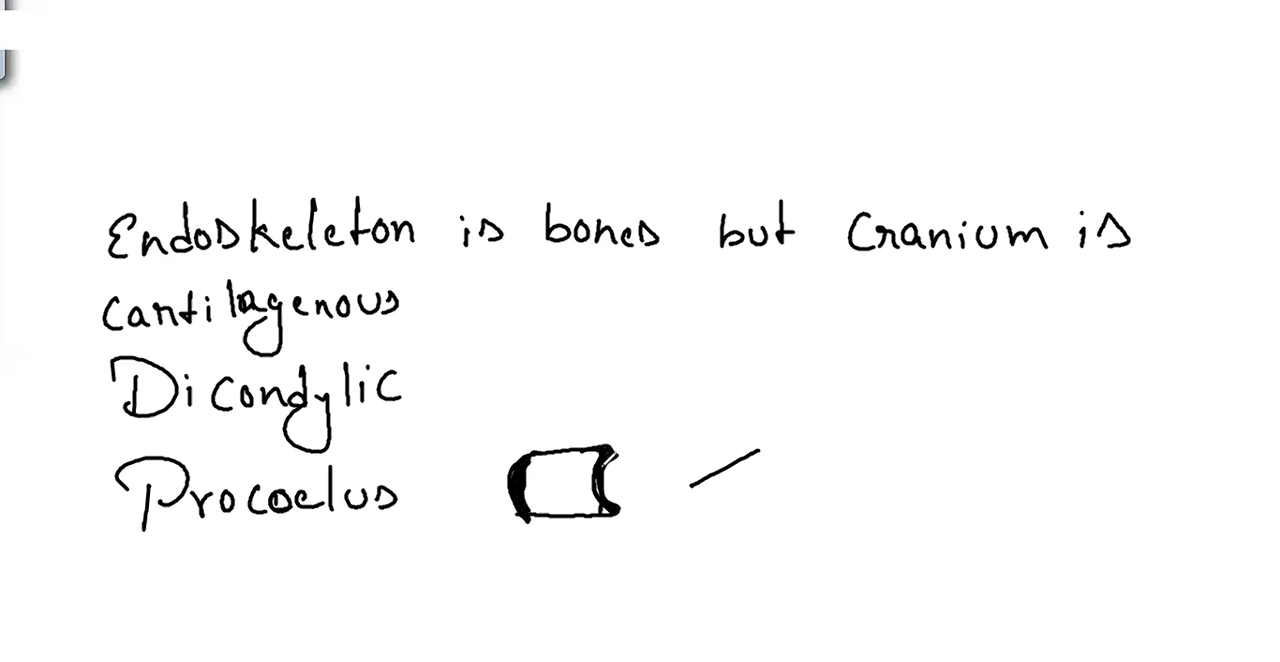 Endoskeleton is bones but Cranium is
cartilagenous
Dicondylic
Procoelus